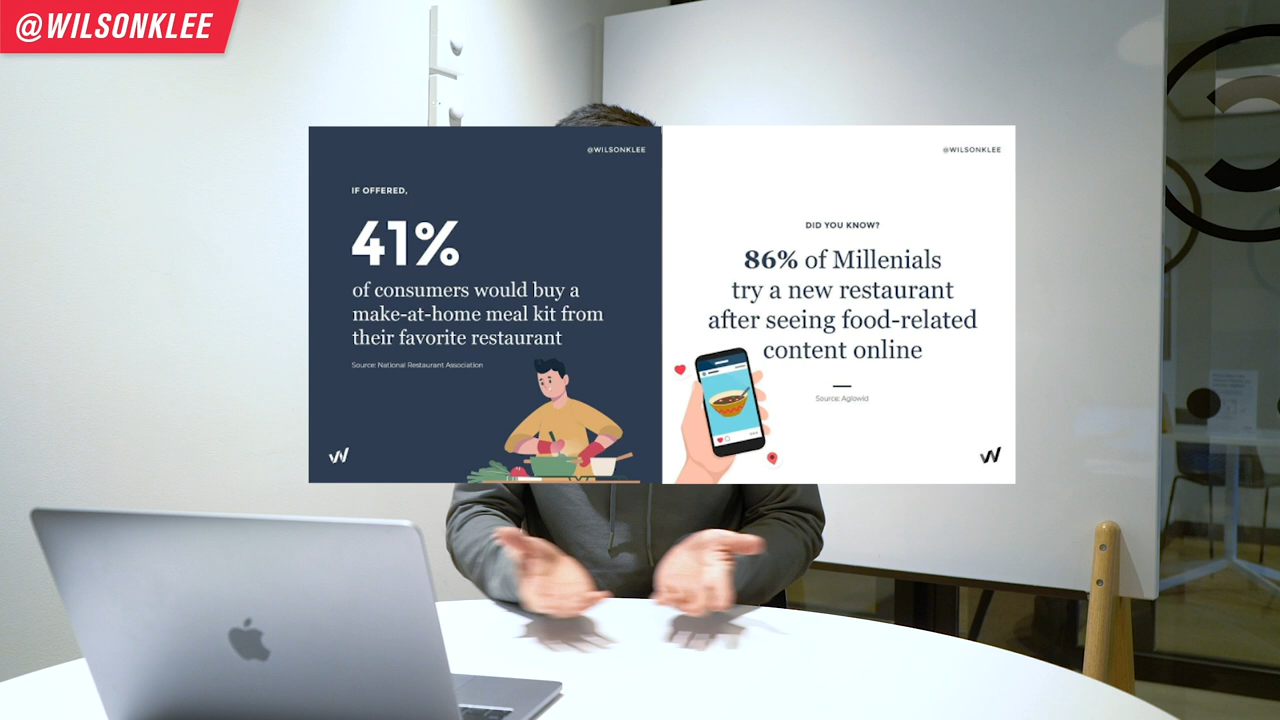 @WILSONKLEE
@WILSONKLEE
IF OFFERED,
41%
of consumers would buy a
make-at-home meal kit from
their favorite restaurant
Source: National Restaurant Association
@WILSONKLEE
DID YOU KNOW?
86% of Millenials
try a new restaurant
after seeing food-related
content online
Source: Aglowid